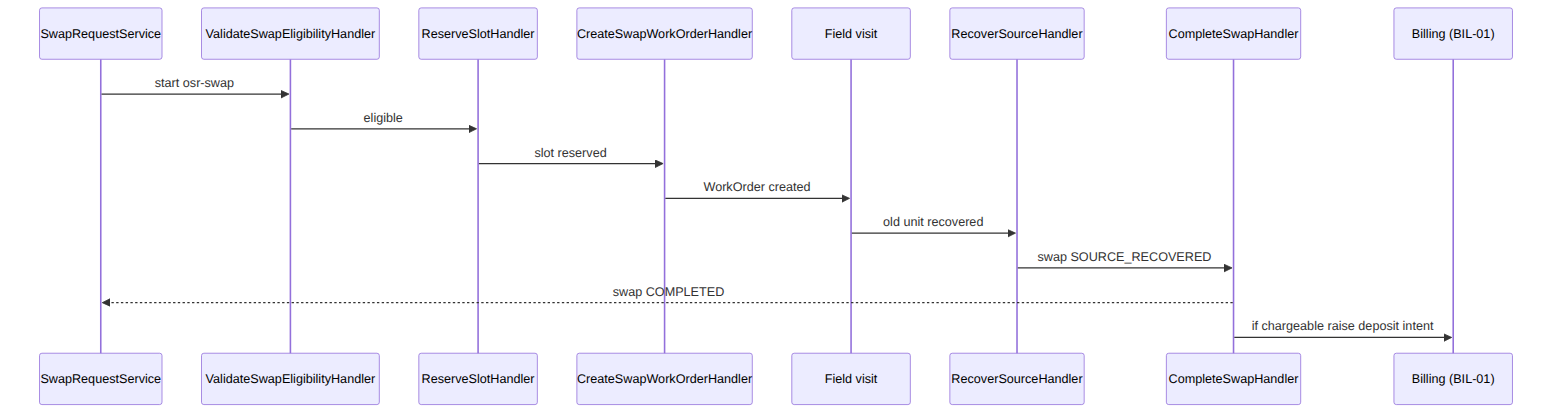 SwapRequestService
ValidateSwapEligibilityHandler
ReserveSlotHandler
CreateSwapWorkOrderHandler
Field visit
RecoverSourceHandler
CompleteSwapHandler
Billing (BIL-01)
start osr-swap
eligible
slot reserved
WorkOrder created
old unit recovered
swap SOURCE_RECOVERED
swap COMPLETED
if chargeable raise deposit intent
SwapRequestService
ValidateSwapEligibilityHandler
ReserveSlotHandler
CreateSwapWorkOrderHandler
Field visit
RecoverSourceHandler
CompleteSwapHandler
Billing (BIL-01)